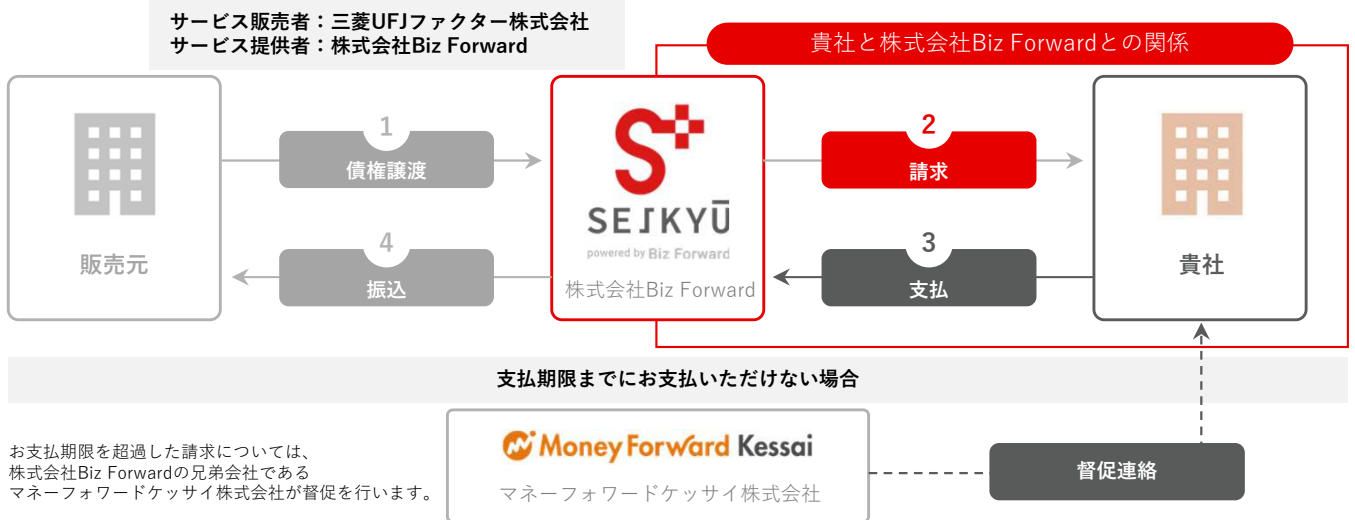 サービス販売者：三菱UFJファクター株式会社
サービス提供者：株式会社Biz Forward
貴社と株式会社Biz Forwardとの関係
1
債権譲渡
2
請求
S+
SEIKYŪ
powered by Biz Forward
株式会社Biz Forward
販売元
4
振込
3
支払
貴社
支払期限までにお支払いただけない場合
お支払期限を超過した請求については、
株式会社Biz Forwardの兄弟会社である
マネーフォワードケッサイ株式会社が督促を行います。
Money Forward Kessai
マネーフォワードケッサイ株式会社
督促連絡